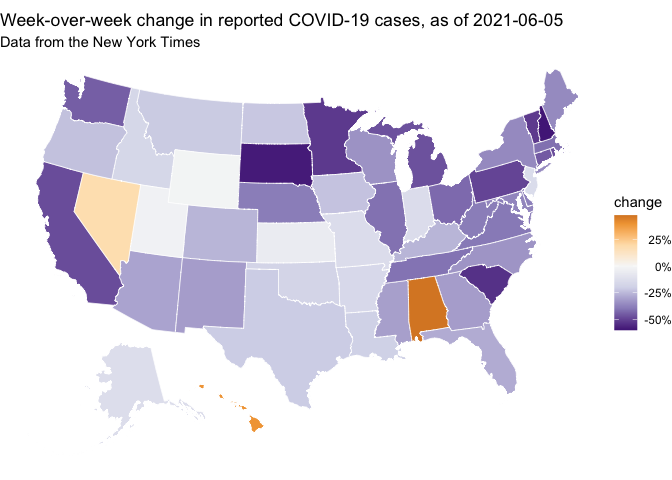 Week-over-week change in reported COVID-19 cases, as of 2021-06-05
Data from the New York Times
change
25%
0%
-25%
-50%